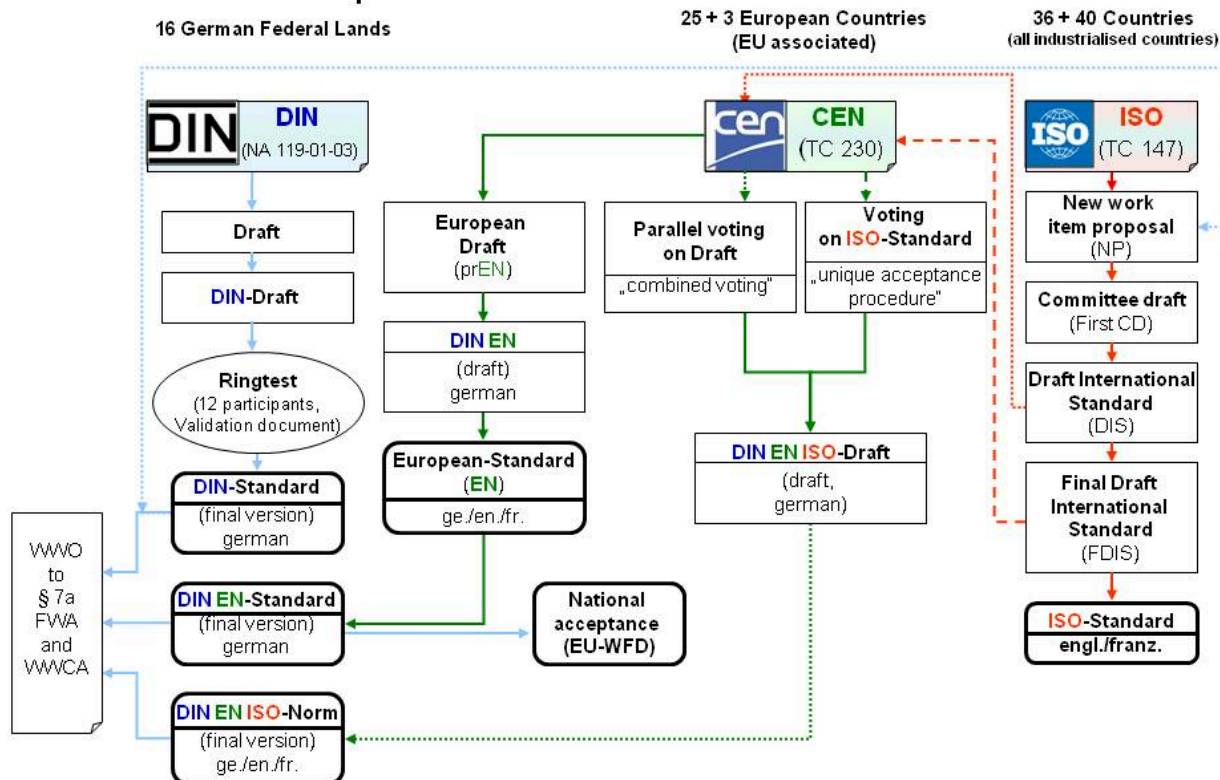 16 German Federal Lands
25 + 3 European Countries
(EU associated)
36 + 40 Countries
(all industrialised countries)
DIN
DIN
(NA 119-01-03)
cen
CEN
(TC 230)
ISO
ISO
(TC 147)
Draft
DIN-Draft
Ringtest
(12 participants,
Validation document)
DIN-Standard
(final version)
german
DIN EN-Standard
(final version)
german
DIN EN ISO-Norm
(final version)
ge./en./fr.
WWO
to
§ 7a
FWA
and
WWCA
European
Draft
(prEN)
DIN EN
(draft)
german
European-Standard
(EN)
ge./en./fr.
National
acceptance
(EU-WFD)
Parallel voting
on Draft
„combined voting"
Voting
on ISO-Standard
„unique acceptance
procedure"
DIN EN ISO-Draft
(draft,
german)
New work
item proposal
(NP)
Committee draft
(First CD)
Draft International
Standard
(DIS)
Final Draft
International
Standard
(FDIS)
ISO-Standard
engl./franz.